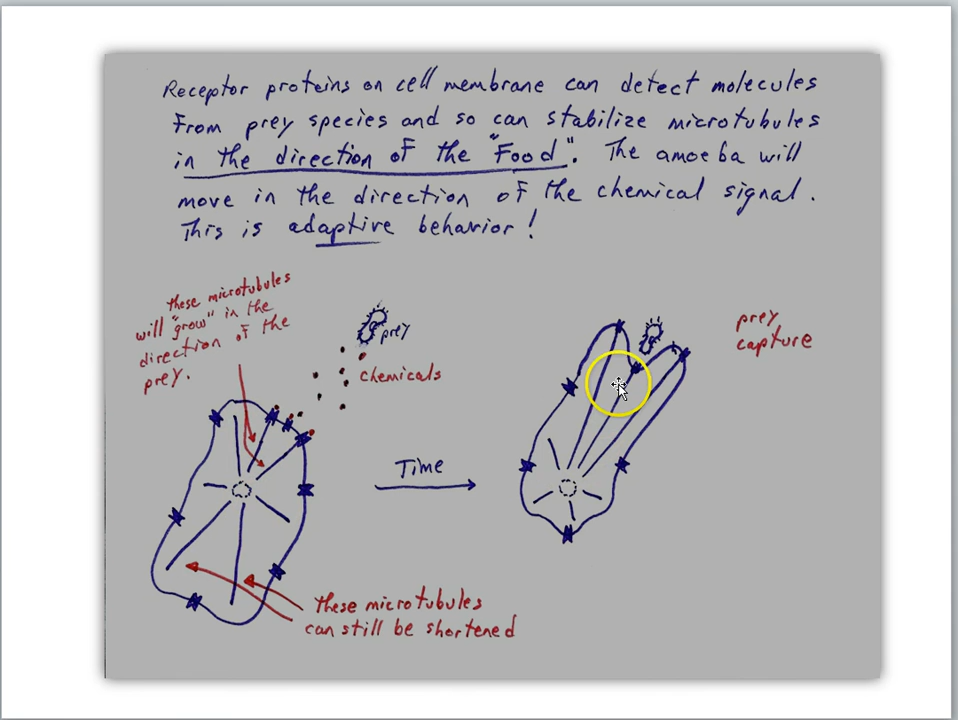 Receptor proteins on cell membrane can detect molecules
From prey species and so can stabilize microtubules
in the direction of the "Food". The amoeba will
move in the direction of the chemical signal.
This is adaptive behavior!
these microtubules
will "grow" in the
direction of the
prey.
prey
chemicals
prey
capture
Time
these microtubules
can still be shortened